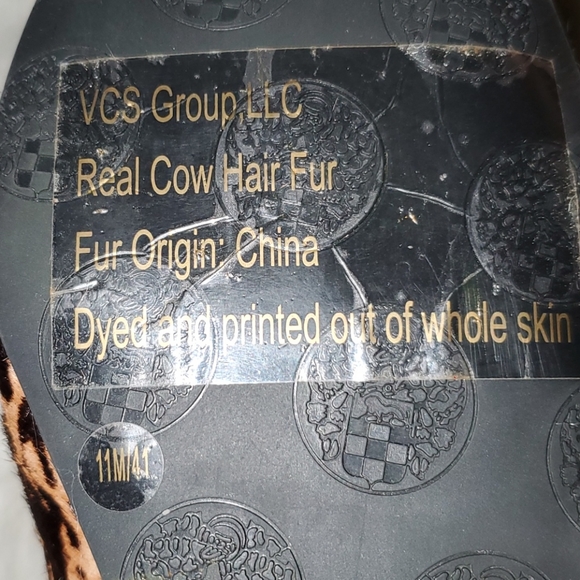 VCS Group,LLC
Real Cow Hair Fur
Fur Origin: China
Dyed and printed out of whole skin
11M/41